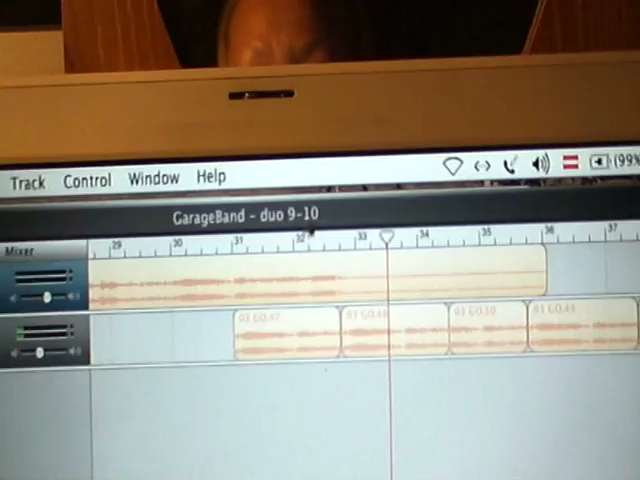 Track Control Window Help (99%
GarageBand - duo 9-10
Mixer 29 30 31 32 33 34 35 36 37